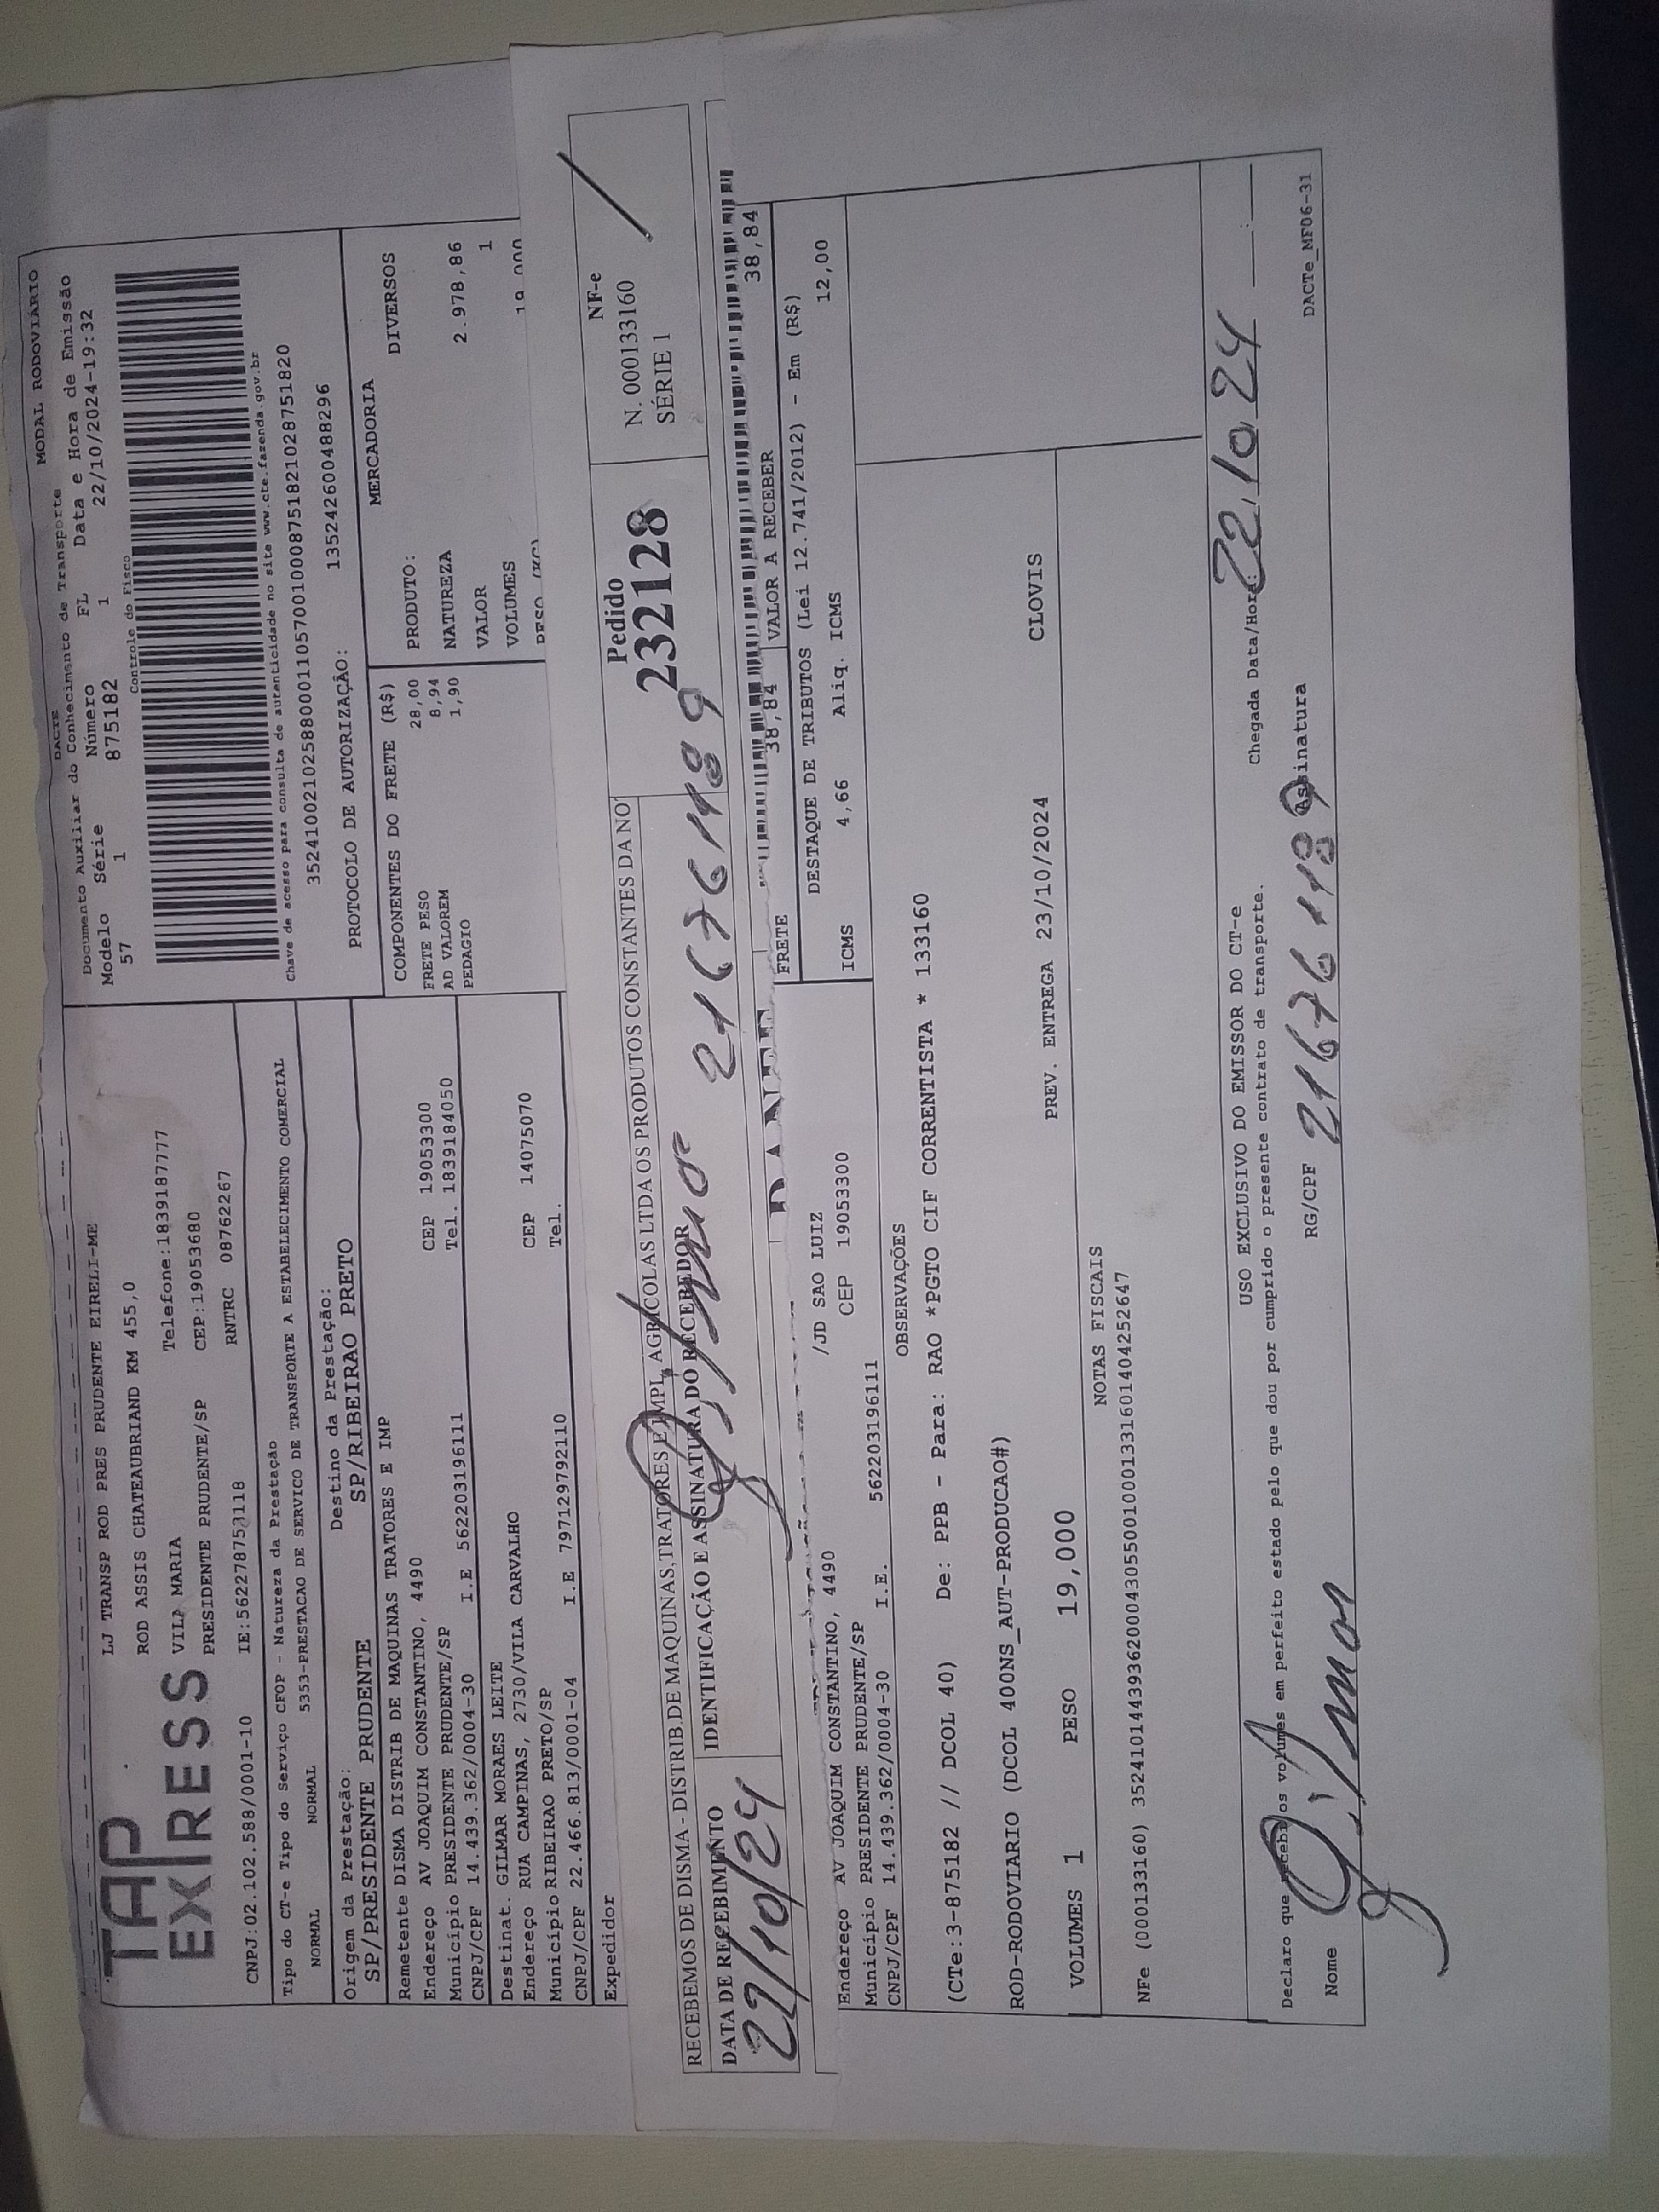 MODAL RODOVIÁRIO
DACTE
Documento Auxiliar do Conhecimento de Transporte
Modelo Série Número FL Data e Hora de Emissão
57 1 875182 1 22/10/2024-19:32
Controle do Fisco
Chave de acesso para consulta de autenticidade no site www.cte.fazenda.gov.br
35241002102588000110570010008751821028751820
PROTOCOLO DE AUTORIZAÇÃO: 135242600488296
TAP
EXPRESS
LJ TRANSP ROD PRES PRUDENTE EIRELI-ME
ROD ASSIS CHATEAUBRIAND KM 455,0
VILA MARIA Telefone:1839187777
PRESIDENTE PRUDENTE/SP CEP:19053680
CNPJ:02.102.588/0001-10 IE:562278753118 RNTRC 08762267
Tipo do CT-e Tipo do Serviço CFOP - Natureza da Prestação
NORMAL NORMAL 5353-PRESTACAO DE SERVICO DE TRANSPORTE A ESTABELECIMENTO COMERCIAL
Origem da Prestação: Destino da Prestação:
SP/PRESIDENTE PRUDENTE SP/RIBEIRAO PRETO
Remetente DISMA DISTRIB DE MAQUINAS TRATORES E IMP
Endereço AV JOAQUIM CONSTANTINO, 4490
Município PRESIDENTE PRUDENTE/SP CEP 19053300
CNPJ/CPF 14.439.362/0004-30 I.E 562203196111 Tel. 1839184050
Destinat. GILMAR MORAES LEITE
Endereço RUA CAMPINAS, 2730/VILA CARVALHO
Município RIBEIRAO PRETO/SP CEP 14075070
CNPJ/CPF 22.466.813/0001-04 I.E 797129792110 Tel.
Expedidor
COMPONENTES DO FRETE (R$)
FRETE PESO 28,00
AD VALOREM 8,94
PEDAGIO 1,90
MERCADORIA
PRODUTO: DIVERSOS
NATUREZA
VALOR 2.978,86
VOLUMES 1
RECEBEMOS DE DISMA - DISTRIB.DE MAQUINAS,TRATORES E IMPL. AGRICOLAS LTDA OS PRODUTOS CONSTANTES DA NO
DATA DE RECEBIMENTO IDENTIFICAÇÃO E ASSINATURA DO RECEBEDOR
22/10/24 Gilmar 21676118 9
Pedido
232128
NF-e
N. 000133160
SÉRIE 1
FRETE 38,84 VALOR A RECEBER 38,84
DESTAQUE DE TRIBUTOS (Lei 12.741/2012) - Em (R$)
ICMS 4,66 Aliq. ICMS 12,00
Endereço AV JOAQUIM CONSTANTINO, 4490 /JD SAO LUIZ
Município PRESIDENTE PRUDENTE/SP CEP 19053300
CNPJ/CPF 14.439.362/0004-30 I.E. 562203196111
OBSERVAÇÕES
(CTe:3-875182 // DCOL 40) De: PPB - Para: RAO *PGTO CIF CORRENTISTA * 133160
ROD-RODOVIARIO (DCOL 400NS_AUT-PRODUCAO#)
PREV. ENTREGA 23/10/2024 CLOVIS
VOLUMES 1 PESO 19,000
NOTAS FISCAIS
NFe (000133160) 35241014439362000430550010001331601404252647
USO EXCLUSIVO DO EMISSOR DO CT-e
Declaro que recebi os volumes em perfeito estado pelo que dou por cumprido o presente contrato de transporte.
Chegada Data/Hora: 22,10,24
Nome Gilmar RG/CPF 21676118 9 Assinatura
DACTe_MF06-31